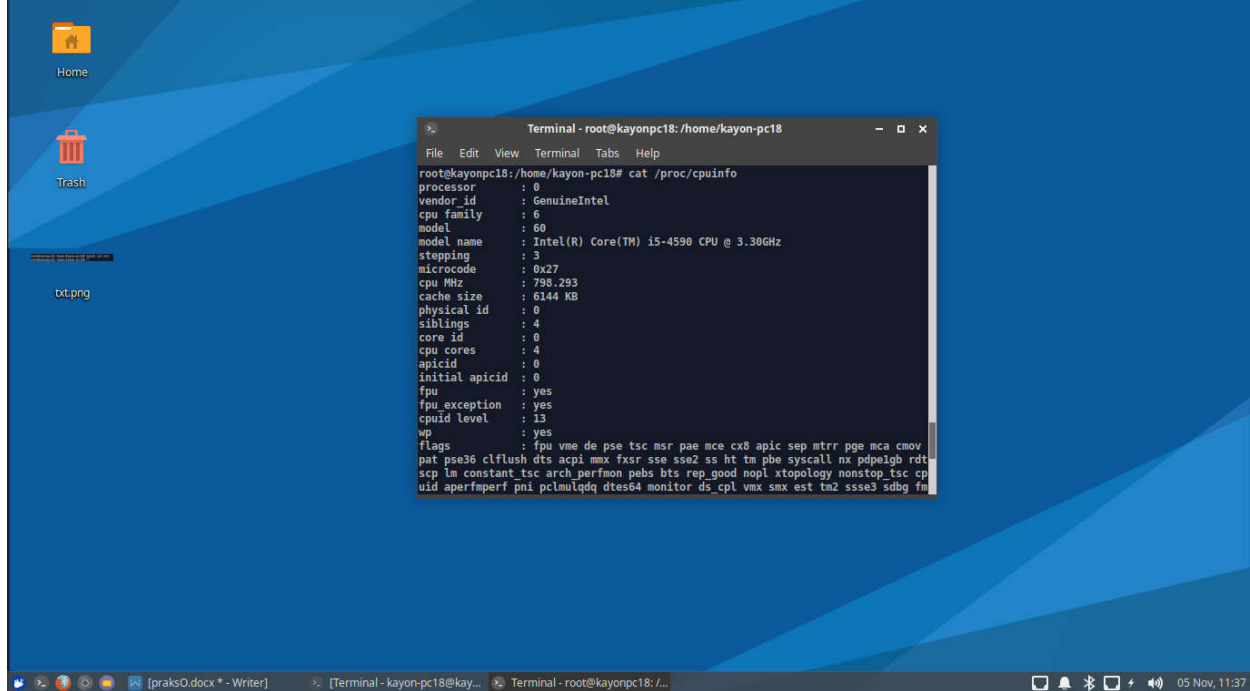 Home
Trash
txt.png
Terminal - root@kayonpc18: /home/kayon-pc18
File Edit View Terminal Tabs Help
root@kayonpc18:/home/kayon-pc18# cat /proc/cpuinfo
processor : 0
vendor_id : GenuineIntel
cpu family : 6
model : 60
model name : Intel(R) Core(TM) i5-4590 CPU @ 3.30GHz
stepping : 3
microcode : 0x27
cpu MHz : 798.293
cache size : 6144 KB
physical id : 0
siblings : 4
core id : 0
cpu cores : 4
apicid : 0
initial apicid : 0
fpu : yes
fpu_exception : yes
cpuid level : 13
wp : yes
flags : fpu vme de pse tsc msr pae mce cx8 apic sep mtrr pge mca cmov
pat pse36 clflush dts acpi mmx fxsr sse sse2 ss ht tm pbe syscall nx pdpe1gb rdt
scp lm constant_tsc arch_perfmon pebs bts rep_good nopl xtopology nonstop_tsc cp
uid aperfmperf pni pclmulqdq dtes64 monitor ds_cpl vmx smx est tm2 ssse3 sdbg fm
[praksO.docx * - Writer]
[Terminal - kayon-pc18@kay...
Terminal - root@kayonpc18: /...
05 Nov, 11:37